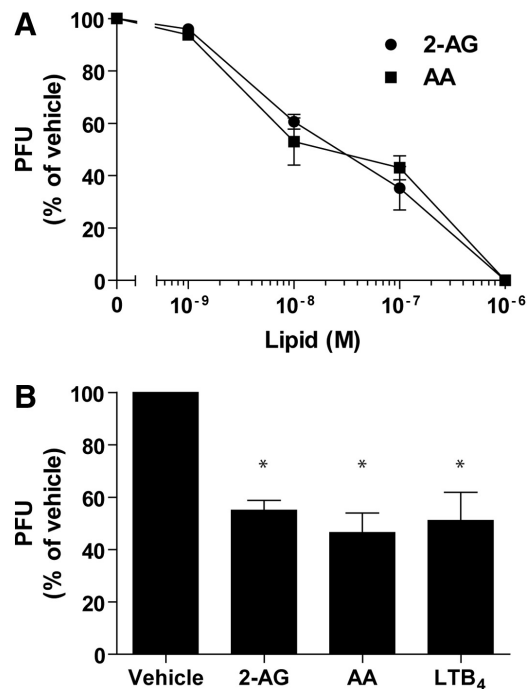 A
100
80
60
40
20
0
PFU
(% of vehicle)
2-AG
AA
0 10⁻⁹ 10⁻⁸ 10⁻⁷ 10⁻⁶
Lipid (M)
B
100
80
60
40
20
0
PFU
(% of vehicle)
* * *
Vehicle 2-AG AA LTB₄